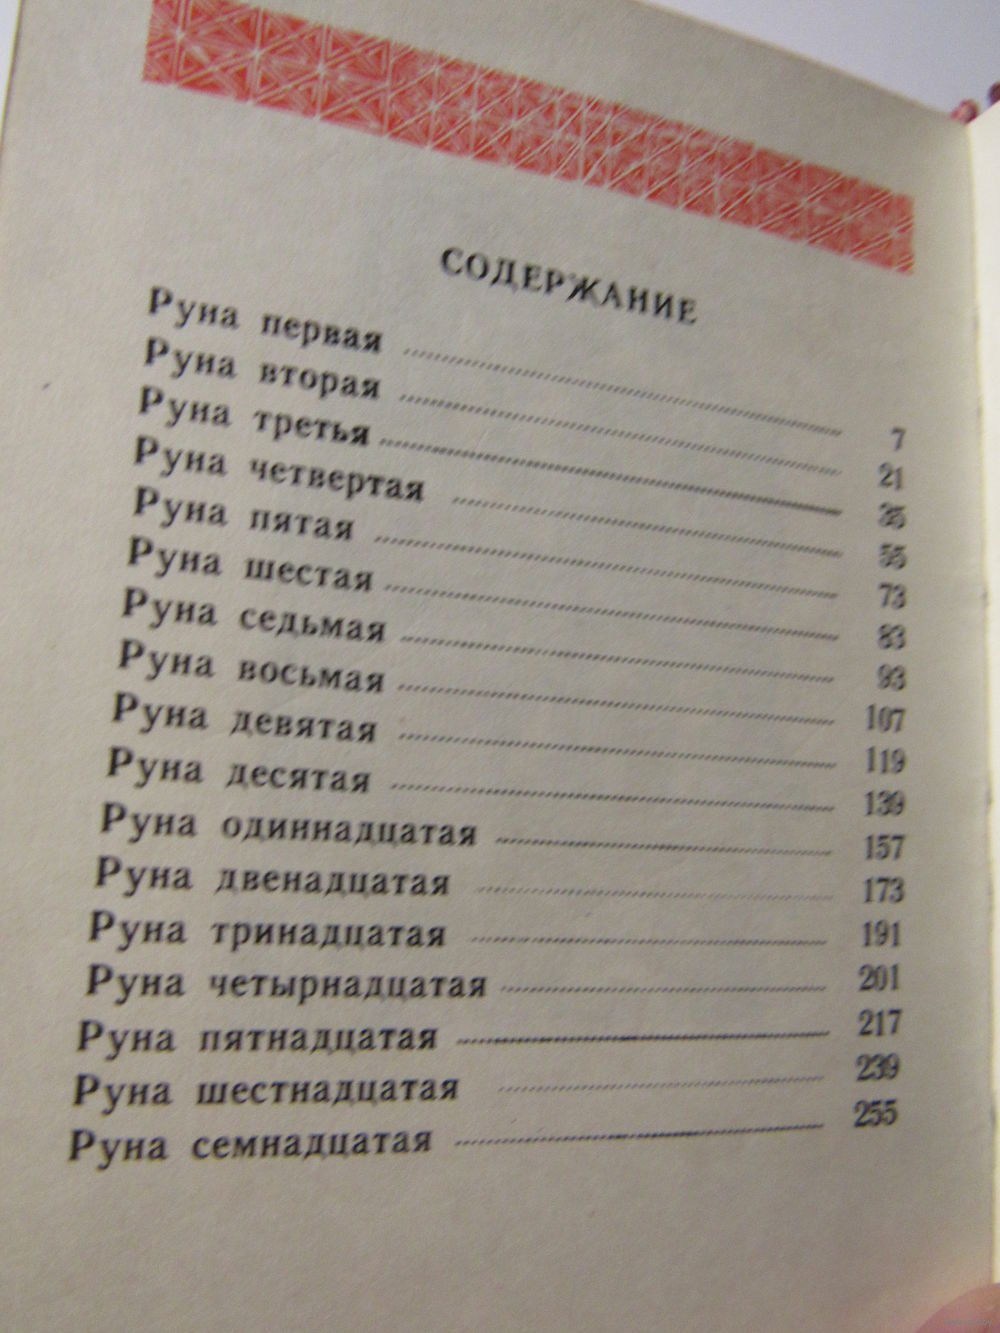 СОДЕРЖАНИЕ
Руна первая 7
Руна вторая 21
Руна третья 35
Руна четвертая 55
Руна пятая 73
Руна шестая 83
Руна седьмая 93
Руна восьмая 107
Руна девятая 119
Руна десятая 139
Руна одиннадцатая 157
Руна двенадцатая 173
Руна тринадцатая 191
Руна четырнадцатая 201
Руна пятнадцатая 217
Руна шестнадцатая 239
Руна семнадцатая 255